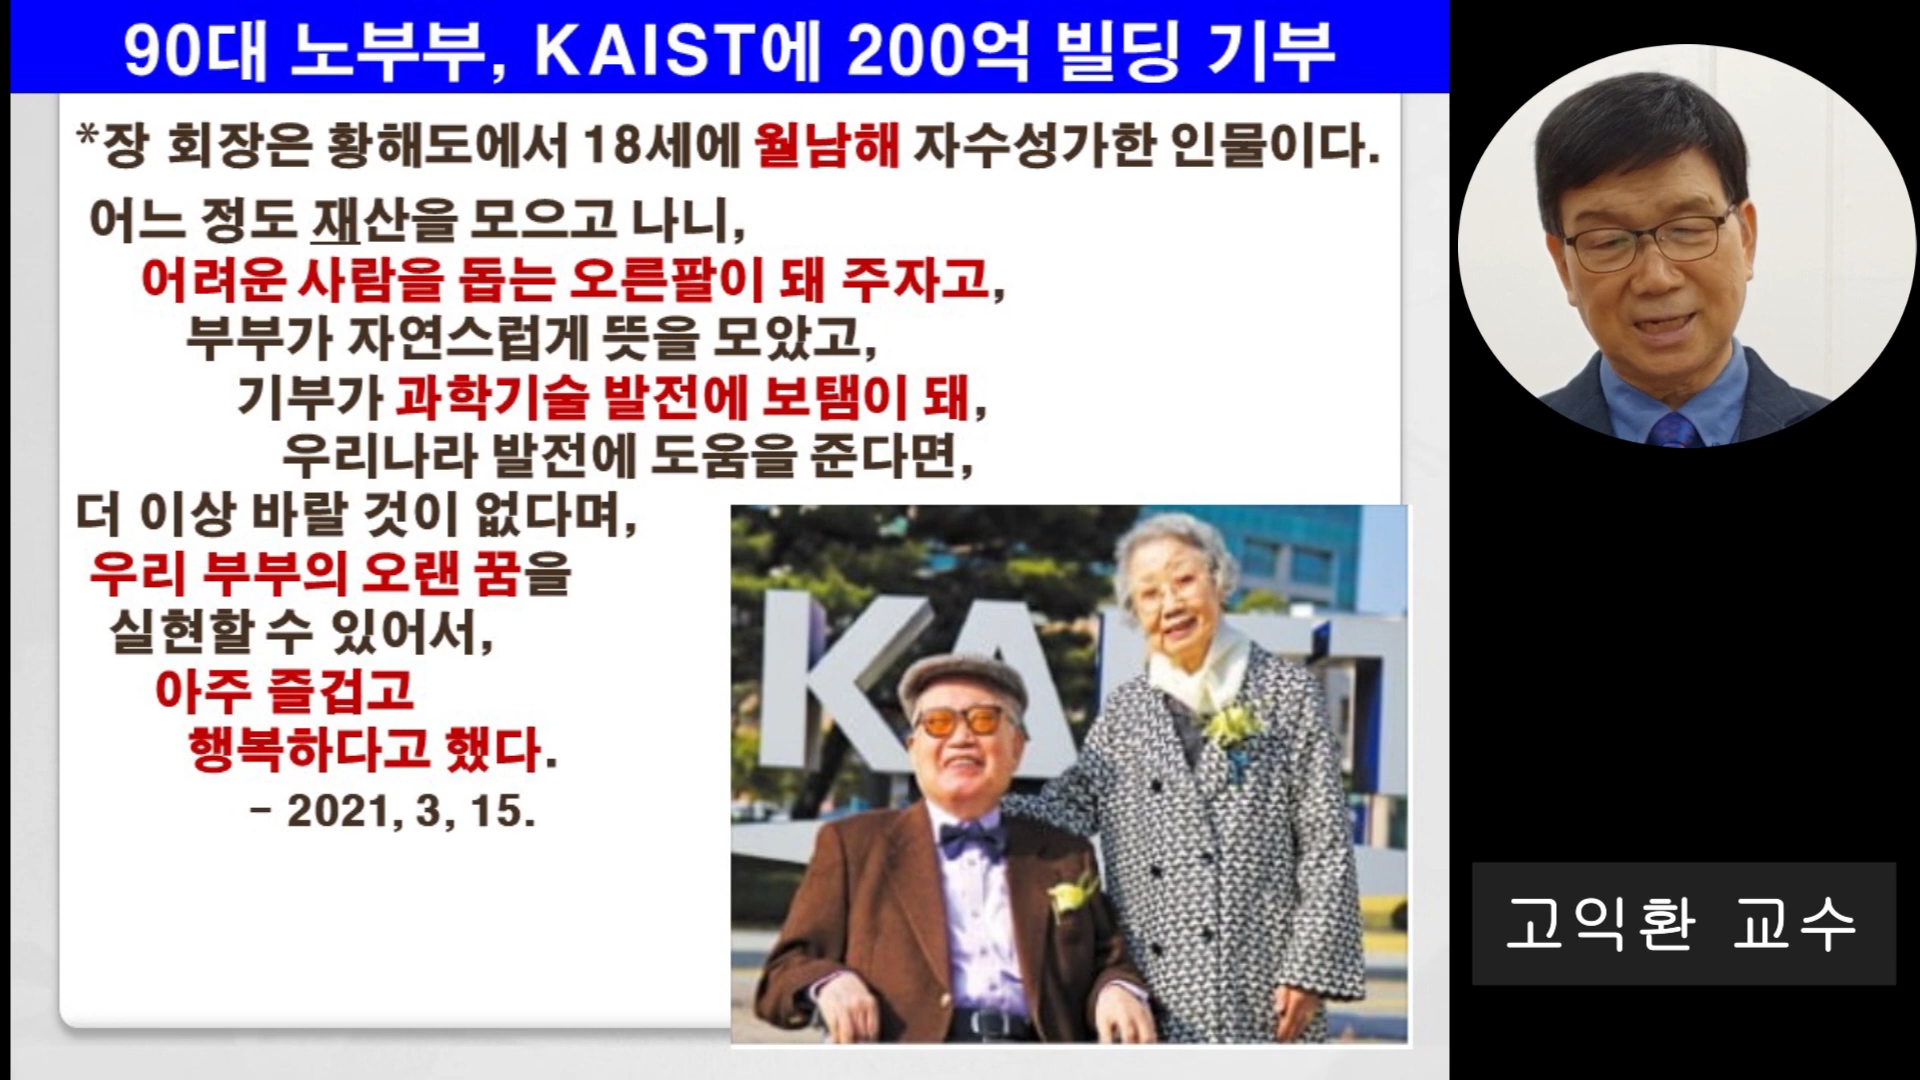 90대 노부부, KAIST에 200억 빌딩 기부
*장 회장은 황해도에서 18세에 월남해 자수성가한 인물이다.
어느 정도 재산을 모으고 나니,
어려운 사람을 돕는 오른팔이 돼 주자고,
부부가 자연스럽게 뜻을 모았고,
기부가 과학기술 발전에 보탬이 돼,
우리나라 발전에 도움을 준다면,
더 이상 바랄 것이 없다며,
우리 부부의 오랜 꿈을
실현할 수 있어서,
아주 즐겁고
행복하다고 했다.
- 2021, 3, 15.
고익환 교수